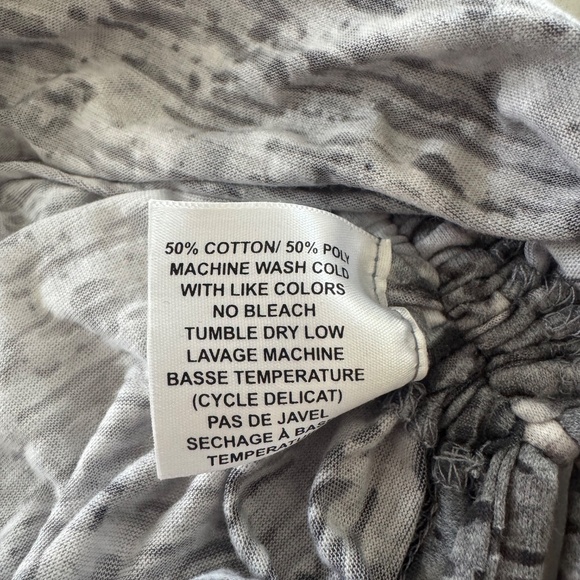 50% COTTON/ 50% POLY
MACHINE WASH COLD
WITH LIKE COLORS
NO BLEACH
TUMBLE DRY LOW
LAVAGE MACHINE
BASSE TEMPERATURE
(CYCLE DELICAT)
PAS DE JAVEL
SECHAGE À BASSE